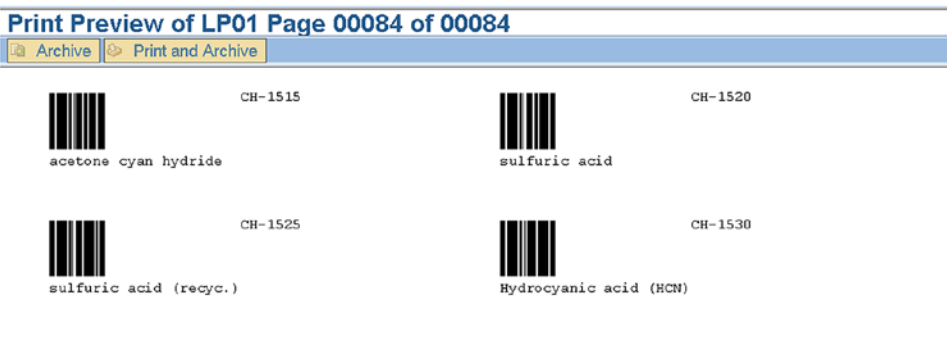 Print Preview of LP01 Page 00084 of 00084
Archive Print and Archive
CH-1515 CH-1520
acetone cyan hydride sulfuric acid
CH-1525 CH-1530
sulfuric acid (recyc.) Hydrocyanic acid (HCN)